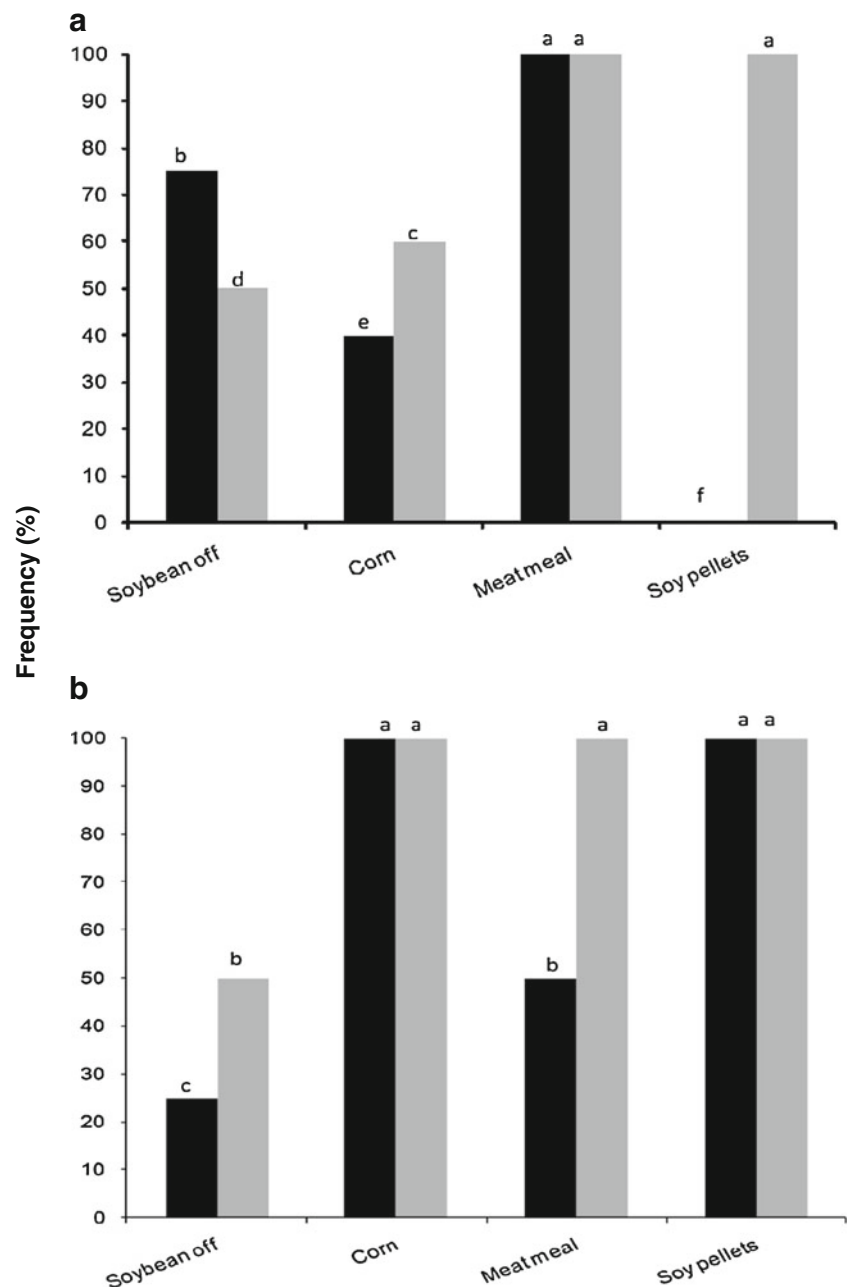 a
100
90
80
70
60
50
40
30
20
10
0
b
d
e
c
a a
f
a
Soybean off
Corn
Meat meal
Soy pellets
Frequency (%)
b
100
90
80
70
60
50
40
30
20
10
0
c
b
a a
b
a
a a
Soybean off
Corn
Meat meal
Soy pellets